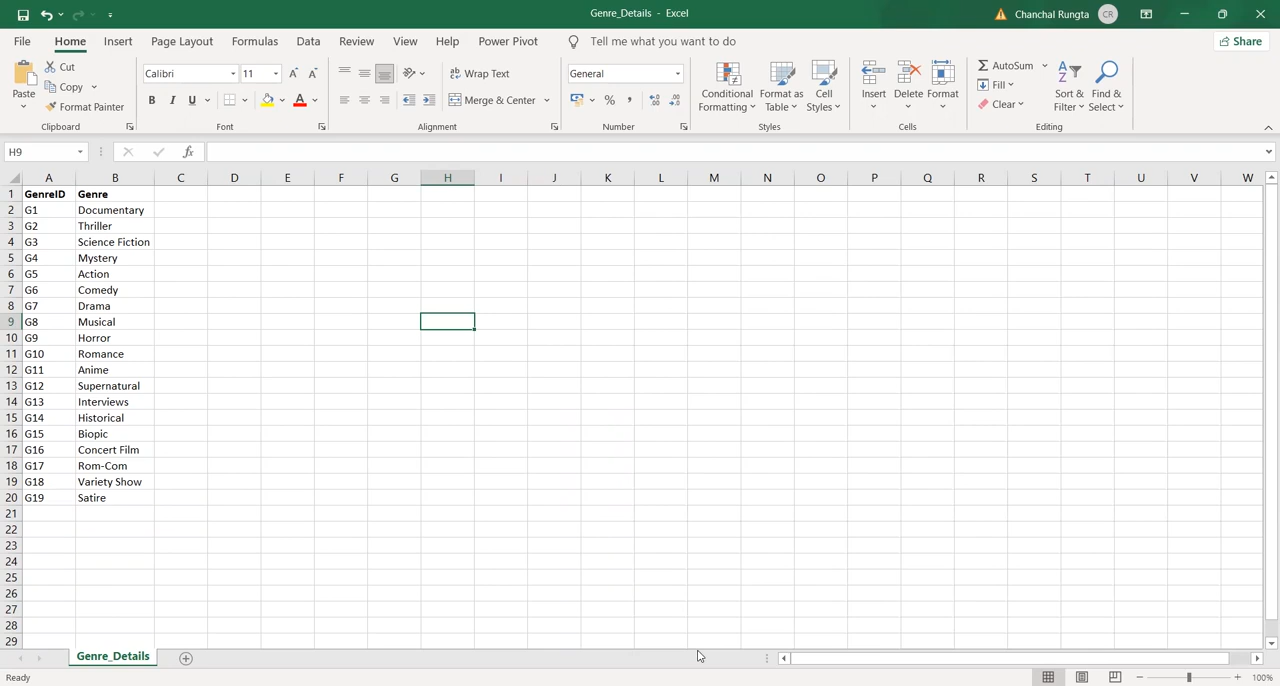 Genre_Details - Excel
Chanchal Rungta CR
File Home Insert Page Layout Formulas Data Review View Help Power Pivot Tell me what you want to do Share
Paste
Cut
Copy
Format Painter
Clipboard
Calibri 11
B I U A
Font
Wrap Text
Merge & Center
Alignment
General
% ,
Number
Conditional Formatting
Format as Table
Cell Styles
Styles
Insert Delete Format
Cells
AutoSum
Fill
Clear
Sort & Filter
Find & Select
Editing
H9 fx
A B C D E F G H I J K L M N O P Q R S T U V W
1 GenreID Genre
2 G1 Documentary
3 G2 Thriller
4 G3 Science Fiction
5 G4 Mystery
6 G5 Action
7 G6 Comedy
8 G7 Drama
9 G8 Musical
10 G9 Horror
11 G10 Romance
12 G11 Anime
13 G12 Supernatural
14 G13 Interviews
15 G14 Historical
16 G15 Biopic
17 G16 Concert Film
18 G17 Rom-Com
19 G18 Variety Show
20 G19 Satire
21
22
23
24
25
26
27
28
29
Genre_Details
Ready 100%